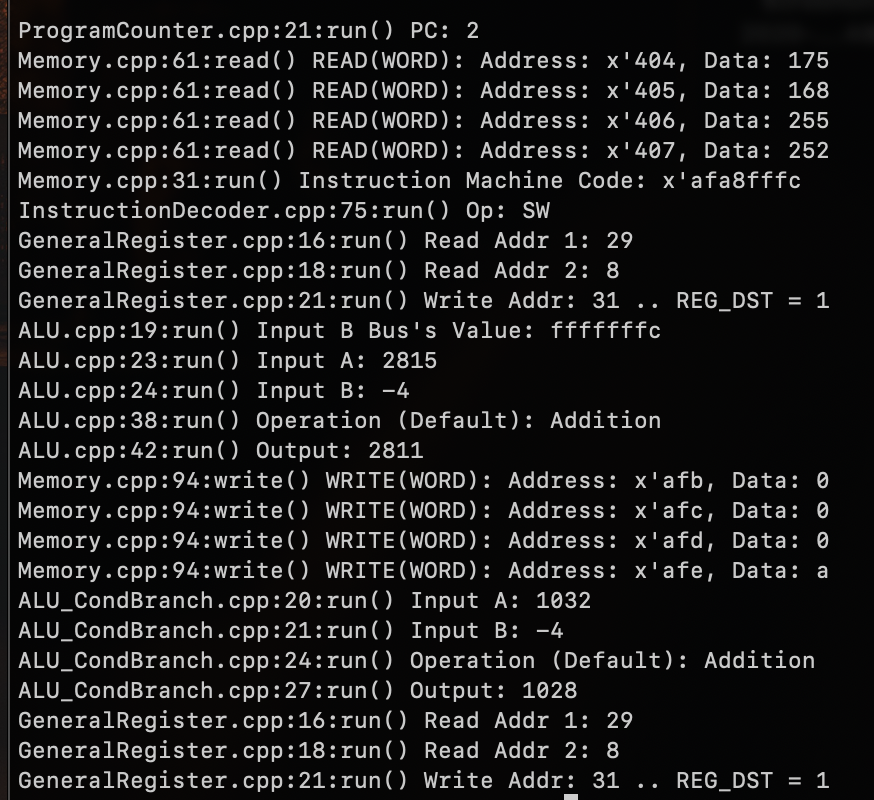 ProgramCounter.cpp:21:run() PC: 2
Memory.cpp:61:read() READ(WORD): Address: x'404, Data: 175
Memory.cpp:61:read() READ(WORD): Address: x'405, Data: 168
Memory.cpp:61:read() READ(WORD): Address: x'406, Data: 255
Memory.cpp:61:read() READ(WORD): Address: x'407, Data: 252
Memory.cpp:31:run() Instruction Machine Code: x'afa8fffc
InstructionDecoder.cpp:75:run() Op: SW
GeneralRegister.cpp:16:run() Read Addr 1: 29
GeneralRegister.cpp:18:run() Read Addr 2: 8
GeneralRegister.cpp:21:run() Write Addr: 31 .. REG_DST = 1
ALU.cpp:19:run() Input B Bus's Value: fffffffc
ALU.cpp:23:run() Input A: 2815
ALU.cpp:24:run() Input B: -4
ALU.cpp:38:run() Operation (Default): Addition
ALU.cpp:42:run() Output: 2811
Memory.cpp:94:write() WRITE(WORD): Address: x'afb, Data: 0
Memory.cpp:94:write() WRITE(WORD): Address: x'afc, Data: 0
Memory.cpp:94:write() WRITE(WORD): Address: x'afd, Data: 0
Memory.cpp:94:write() WRITE(WORD): Address: x'afe, Data: a
ALU_CondBranch.cpp:20:run() Input A: 1032
ALU_CondBranch.cpp:21:run() Input B: -4
ALU_CondBranch.cpp:24:run() Operation (Default): Addition
ALU_CondBranch.cpp:27:run() Output: 1028
GeneralRegister.cpp:16:run() Read Addr 1: 29
GeneralRegister.cpp:18:run() Read Addr 2: 8
GeneralRegister.cpp:21:run() Write Addr: 31 .. REG_DST = 1